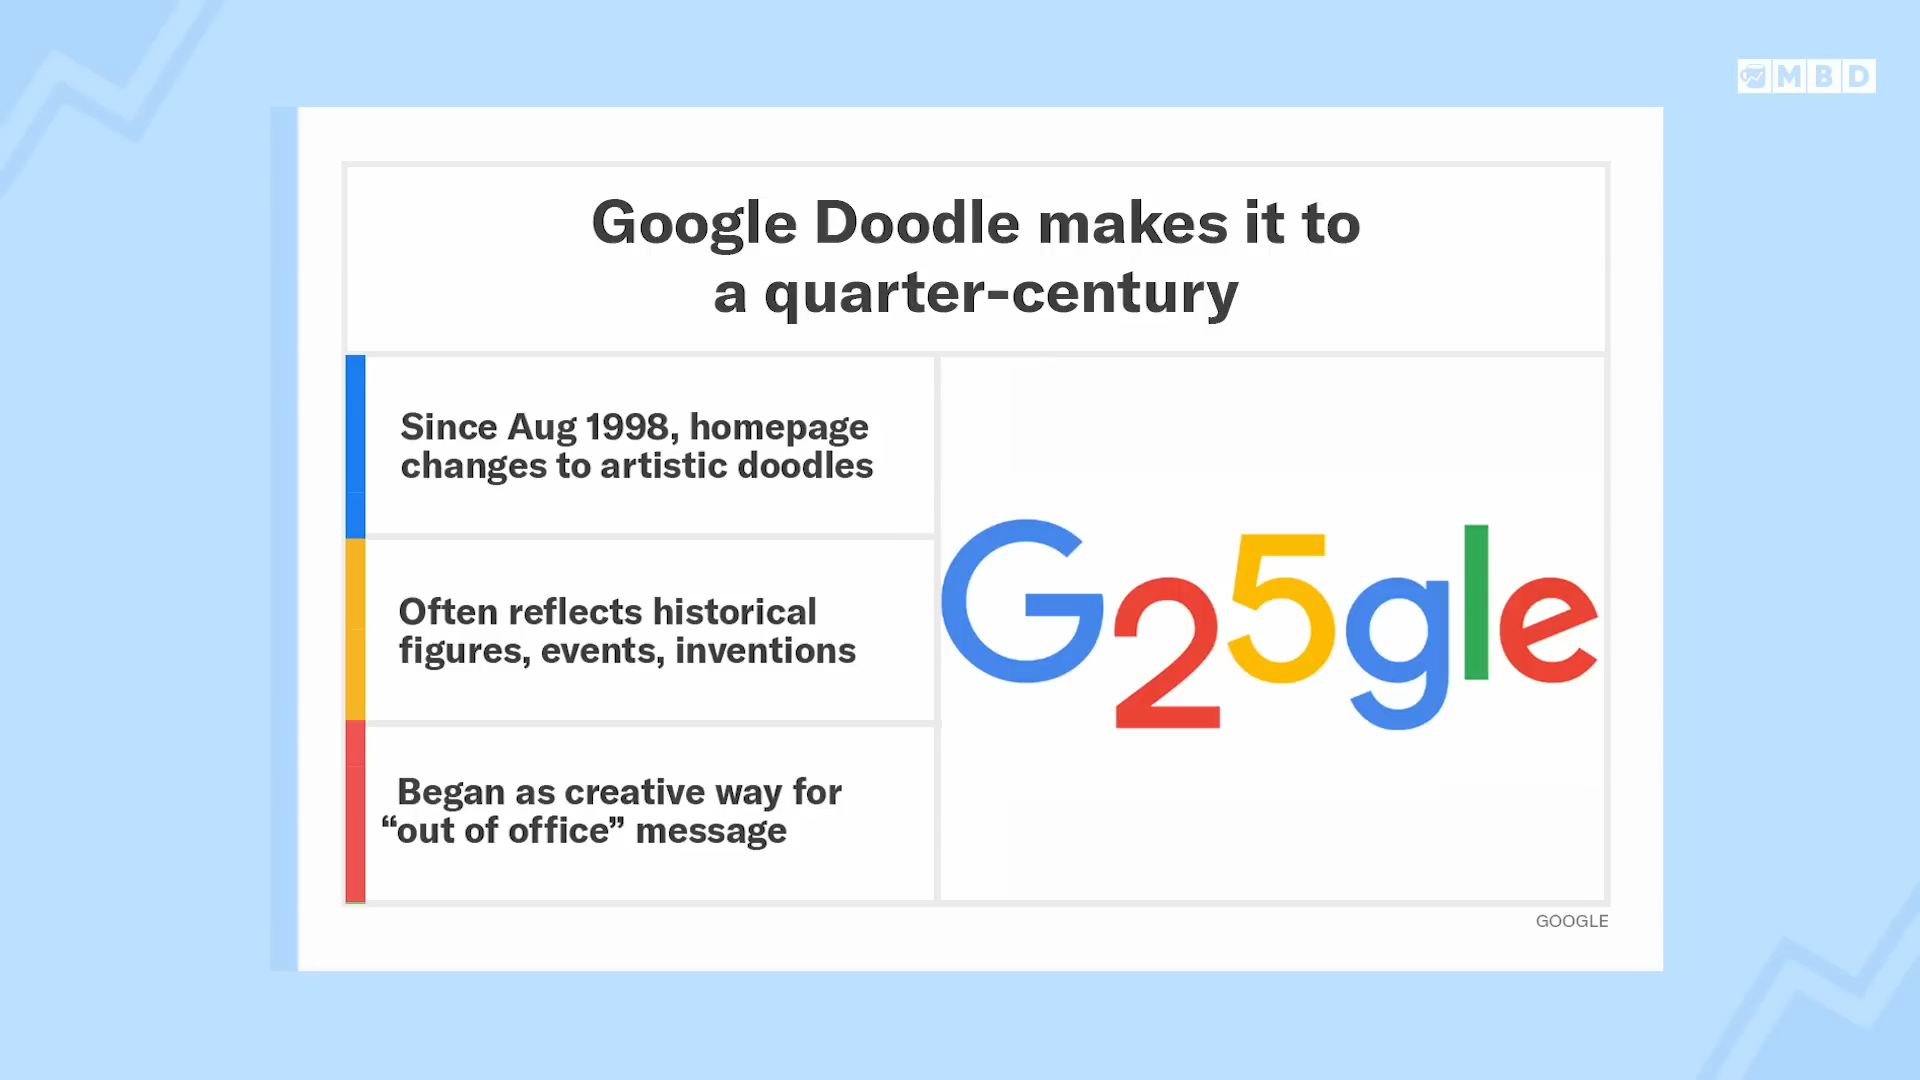 MBD
Google Doodle makes it to
a quarter-century
Since Aug 1998, homepage
changes to artistic doodles
Often reflects historical
figures, events, inventions
Began as creative way for
“out of office” message
G25gle
GOOGLE